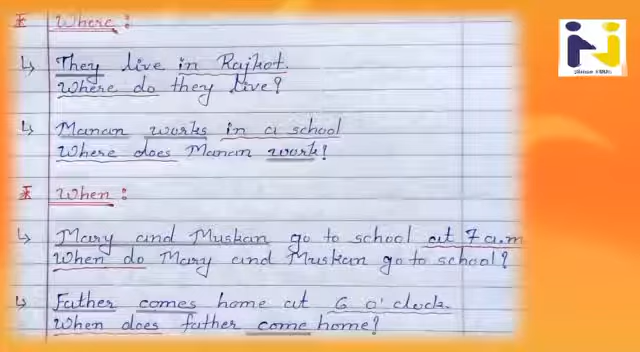 Where:
↳ They live in Rajkot.
Where do they live?
↳ Manan works in a school
Where does Manan work?
When:
↳ Mary and Muskan go to school at 7 a.m
When do Mary and Muskan go to school?
↳ Father comes home at 6 o'clock.
When does father come home?